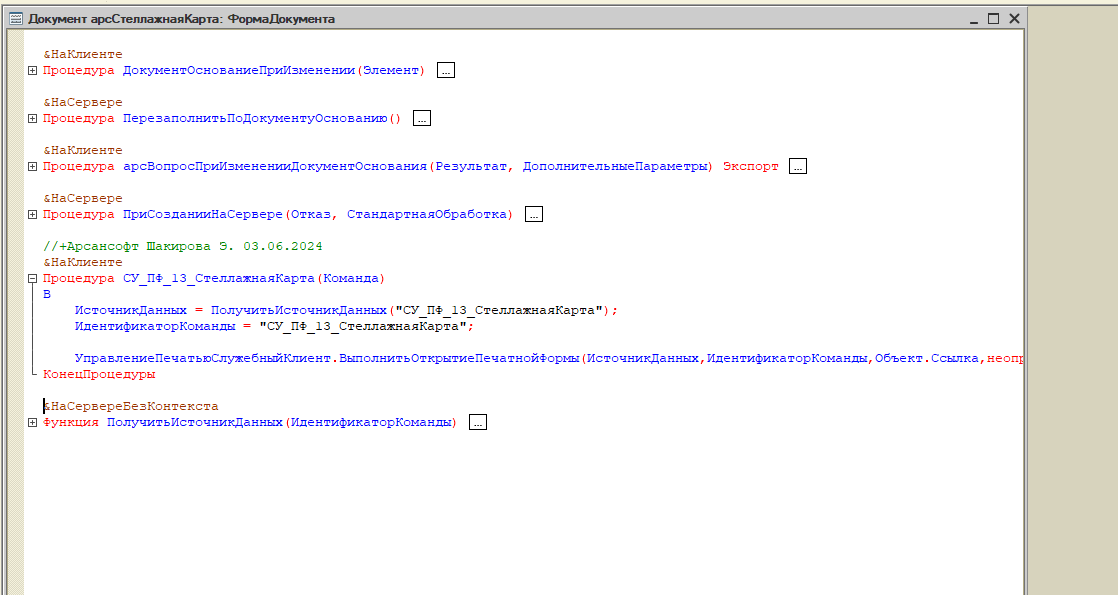 Документ арсСтеллажнаяКарта: ФормаДокумента
&НаКлиенте
Процедура ДокументОснованиеПриИзменении(Элемент) ...
&НаСервере
Процедура ПерезаполнитьПоДокументуОснованию() ...
&НаКлиенте
Процедура арсВопросПриИзмененииДокументОснования(Результат, ДополнительныеПараметры) Экспорт ...
&НаСервере
Процедура ПриСозданииНаСервере(Отказ, СтандартнаяОбработка) ...
//+Арсансофт Шакирова Э. 03.06.2024
&НаКлиенте
Процедура СУ_ПФ_13_СтеллажнаяКарта(Команда)
В
ИсточникДанных = ПолучитьИсточникДанных("СУ_ПФ_13_СтеллажнаяКарта");
ИдентификаторКоманды = "СУ_ПФ_13_СтеллажнаяКарта";
УправлениеПечатьюСлужебныйКлиент.ВыполнитьОткрытиеПечатнойФормы(ИсточникДанных,ИдентификаторКоманды,Объект.Ссылка,неопр
КонецПроцедуры
&НаСервереБезКонтекста
Функция ПолучитьИсточникДанных(ИдентификаторКоманды) ...